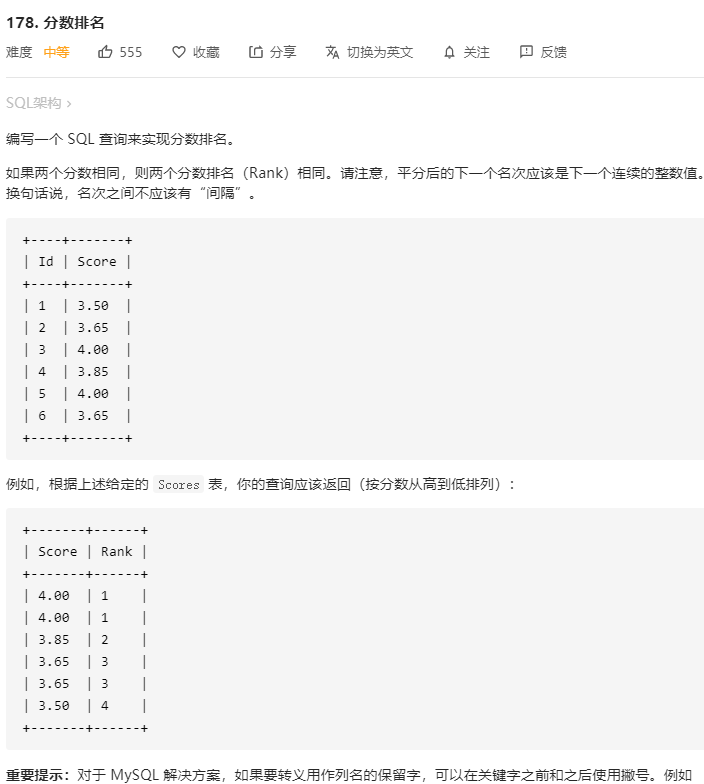 178. 分数排名
难度 中等 555 收藏 分享 切换为英文 关注 反馈
SQL架构 >
编写一个 SQL 查询来实现分数排名。
如果两个分数相同，则两个分数排名（Rank）相同。请注意，平分后的下一个名次应该是下一个连续的整数值。
换句话说，名次之间不应该有“间隔”。
+----+-------+
| Id | Score |
+----+-------+
| 1  | 3.50  |
| 2  | 3.65  |
| 3  | 4.00  |
| 4  | 3.85  |
| 5  | 4.00  |
| 6  | 3.65  |
+----+-------+
例如，根据上述给定的 Scores 表，你的查询应该返回（按分数从高到低排列）：
+-------+------+
| Score | Rank |
+-------+------+
| 4.00  | 1    |
| 4.00  | 1    |
| 3.85  | 2    |
| 3.65  | 3    |
| 3.65  | 3    |
| 3.50  | 4    |
+-------+------+
重要提示：对于 MySQL 解决方案，如果要转义用作列名的保留字，可以在关键字之前和之后使用撇号。例如